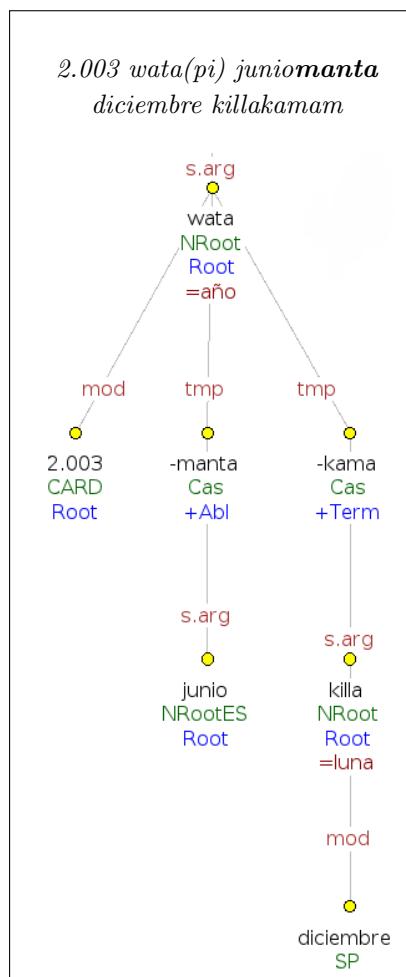 2.003 wata(pi) juniomanta
diciembre killakamam
s.arg
wata
NRoot
Root
=año
mod tmp tmp
2.003 -manta -kama
CARD Cas Cas
Root +Abl +Term
s.arg s.arg
junio killa
NRootES NRoot
Root Root
=luna
mod
diciembre
SP